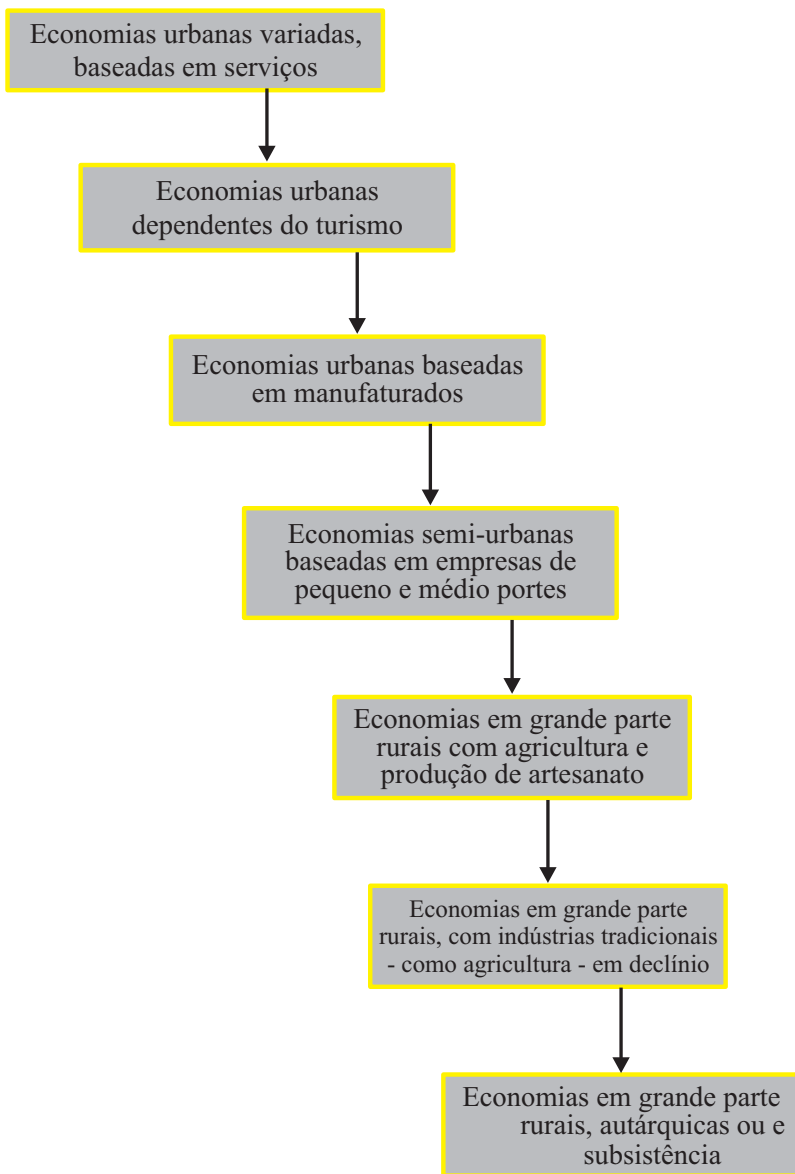 Economias urbanas variadas,
baseadas em serviços
Economias urbanas
dependentes do turismo
Economias urbanas baseadas
em manufaturados
Economias semi-urbanas
baseadas em empresas de
pequeno e médio portes
Economias em grande parte
rurais com agricultura e
produção de artesanato
Economias em grande parte
rurais, com indústrias tradicionais
- como agricultura - em declínio
Economias em grande parte
rurais, autárquicas ou e
subsistência